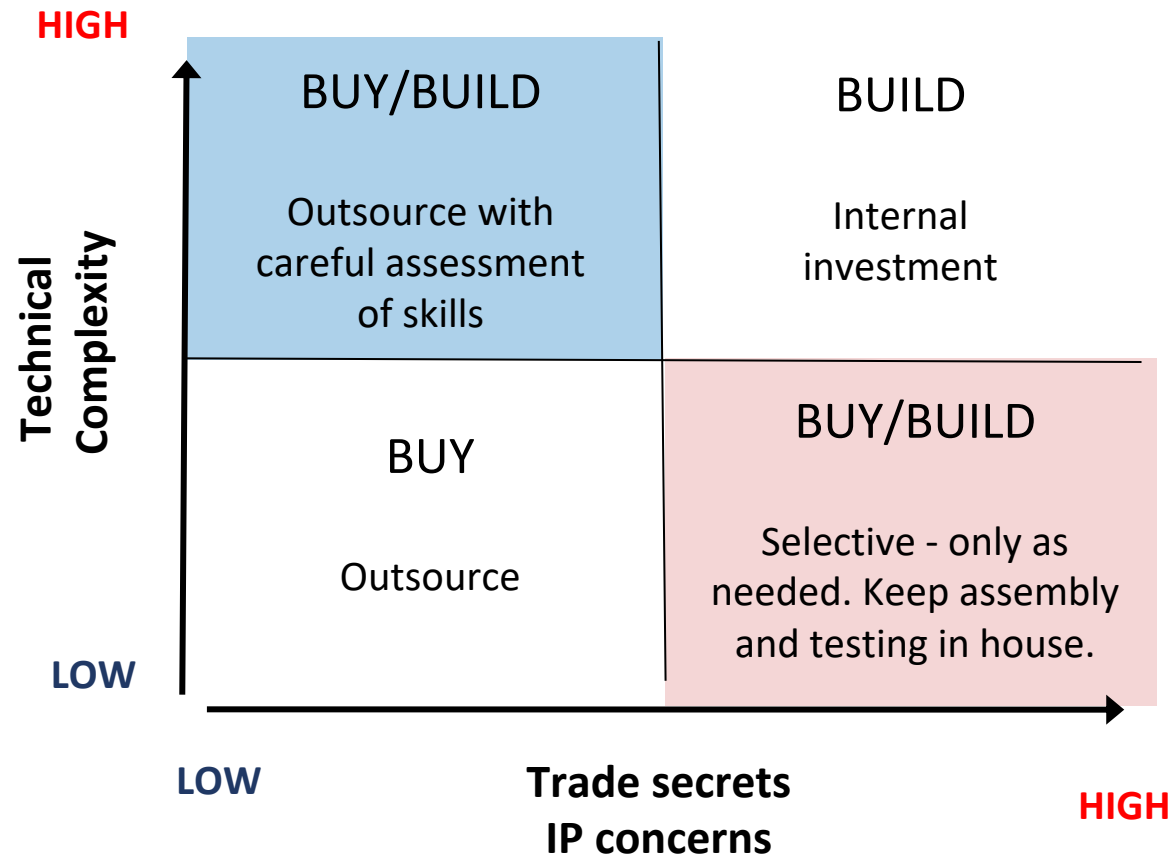 HIGH
BUY/BUILD
Outsource with
careful assessment
of skills
BUILD
Internal
investment
Technical
Complexity
BUY
Outsource
BUY/BUILD
Selective - only as
needed. Keep assembly
and testing in house.
LOW
LOW
Trade secrets
IP concerns
HIGH